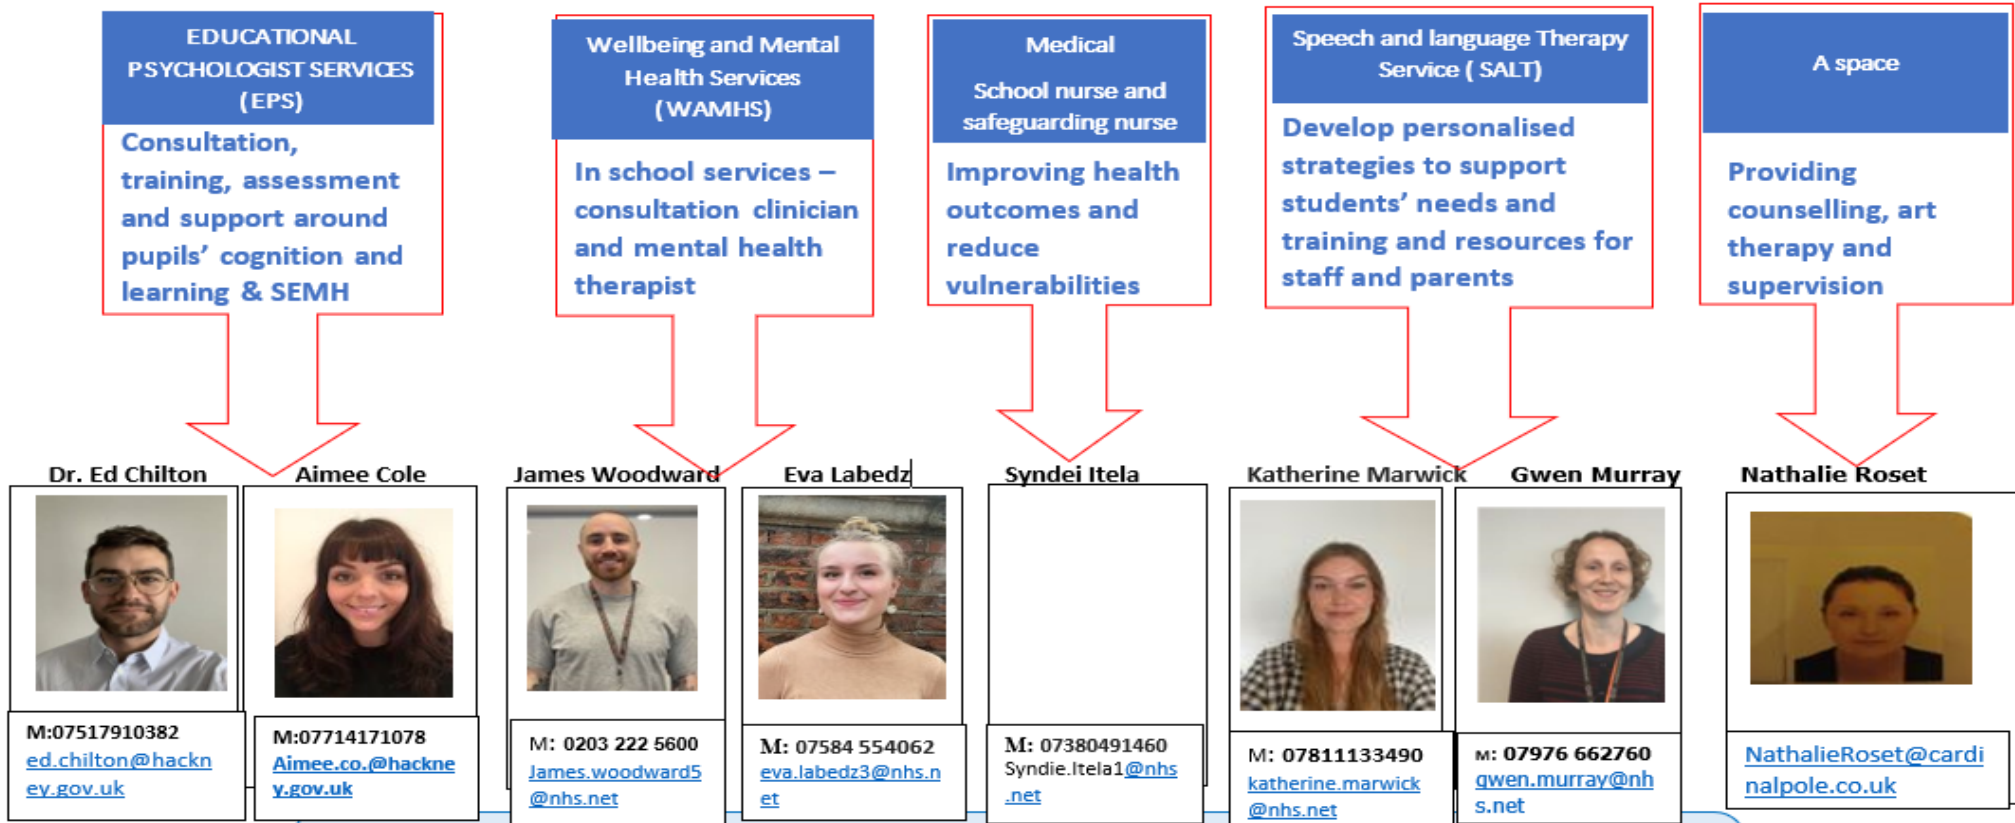 EDUCATIONAL
PSYCHOLOGIST SERVICES
(EPS)
Consultation,
training, assessment
and support around
pupils' cognition and
learning & SEMH
Wellbeing and Mental
Health Services
(WAMHS)
In school services –
consultation clinician
and mental health
therapist
Medical
School nurse and
safeguarding nurse
Improving health
outcomes and
reduce
vulnerabilities
Speech and language Therapy
Service ( SALT)
Develop personalised
strategies to support
students' needs and
training and resources for
staff and parents
A space
Providing
counselling, art
therapy and
supervision
Dr. Ed Chilton
M:07517910382
ed.chilton@hackn
ey.gov.uk
Aimee Cole
M:07714171078
Aimee.co.@hackne
y.gov.uk
James Woodward
M: 0203 222 5600
James.woodward5
@nhs.net
Eva Labedz
M: 07584 554062
eva.labedz3@nhs.n
et
Syndei Itela
M: 07380491460
Syndie.Itela1@nhs
.net
Katherine Marwick
M: 07811133490
katherine.marwick
@nhs.net
Gwen Murray
M: 07976 662760
gwen.murray@nh
s.net
Nathalie Roset
NathalieRoset@cardi
nalpole.co.uk